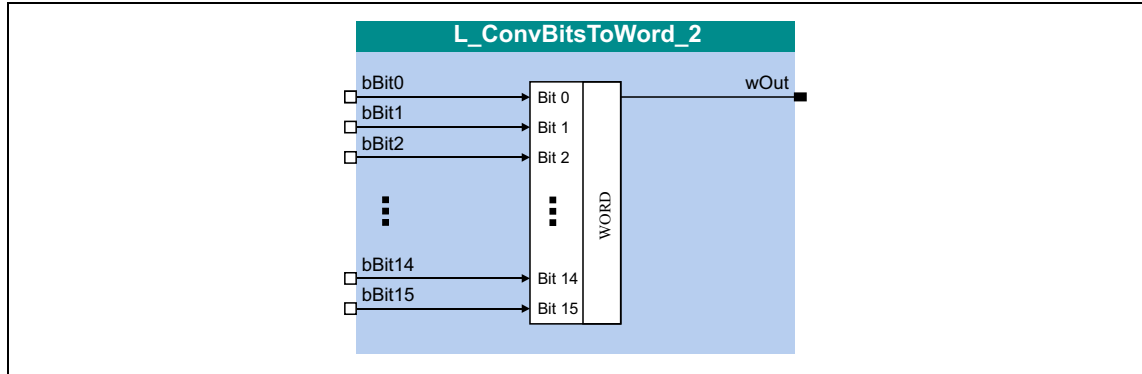 L_ConvBitsToWord_2
bBit0
wOut
Bit 0
bBit1
Bit 1
bBit2
Bit 2
WORD
bBit14
Bit 14
bBit15
Bit 15